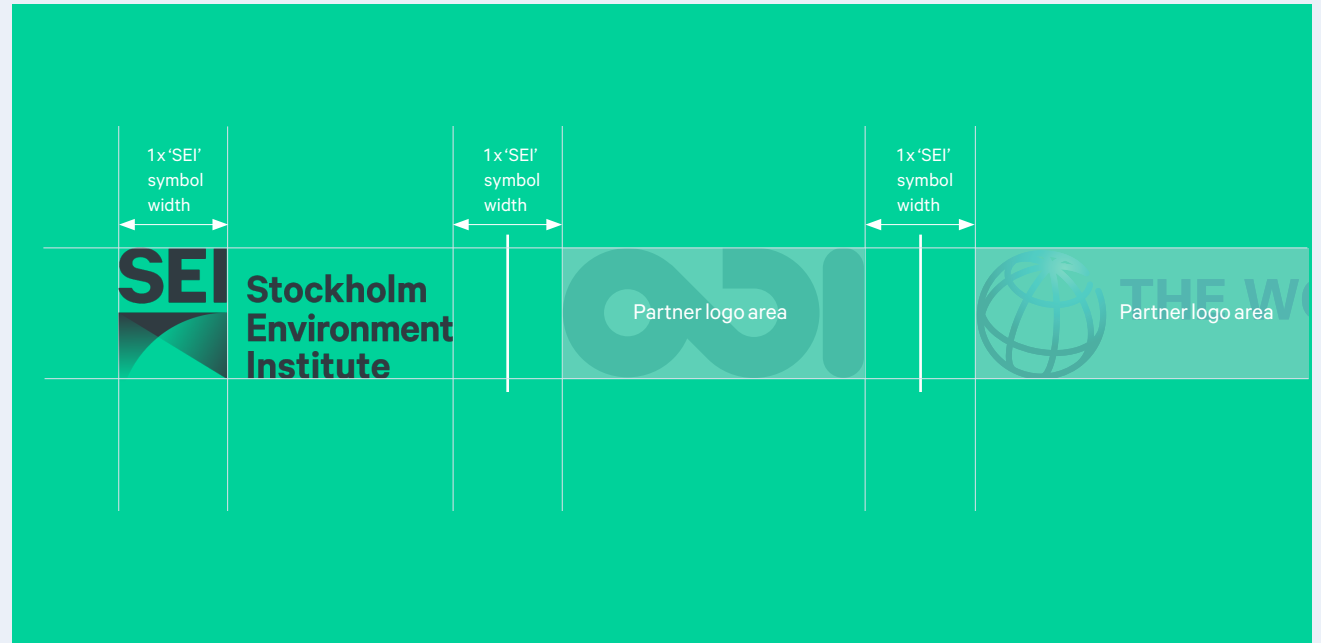 1x ‘SEI’
symbol
width
1x ‘SEI’
symbol
width
1x ‘SEI’
symbol
width
SEI
Stockholm
Environment
Institute
Partner logo area
THE
Partner logo area